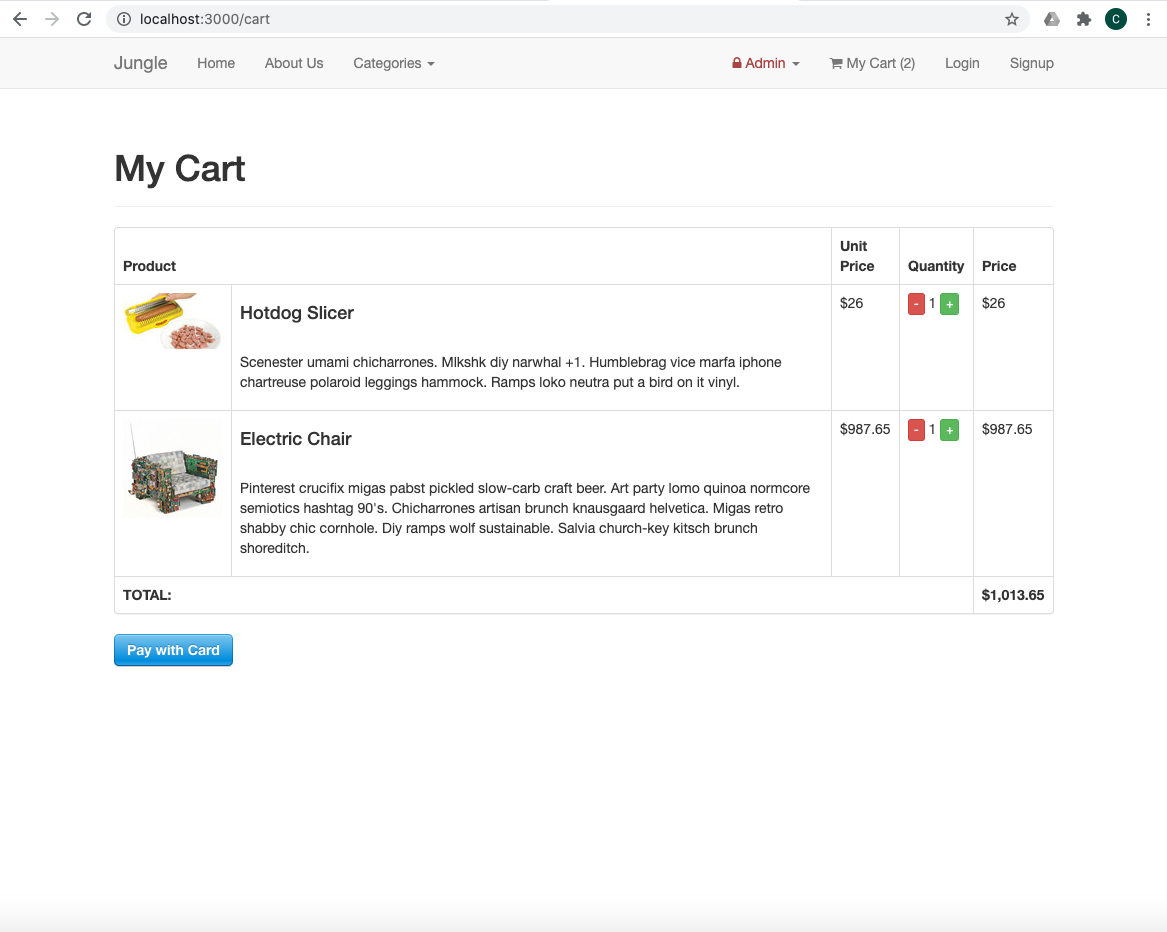 localhost:3000/cart
C
Jungle Home About Us Categories Admin My Cart (2) Login Signup
My Cart
Product Unit Price Quantity Price
Hotdog Slicer $26 - 1 + $26
Scenester umami chicharrones. Mlkshk diy narwhal +1. Humblebrag vice marfa iphone
chartreuse polaroid leggings hammock. Ramps loko neutra put a bird on it vinyl.
Electric Chair $987.65 - 1 + $987.65
Pinterest crucifix migas pabst pickled slow-carb craft beer. Art party lomo quinoa normcore
semiotics hashtag 90's. Chicharrones artisan brunch knausgaard helvetica. Migas retro
shabby chic cornhole. Diy ramps wolf sustainable. Salvia church-key kitsch brunch
shoreditch.
TOTAL: $1,013.65
Pay with Card